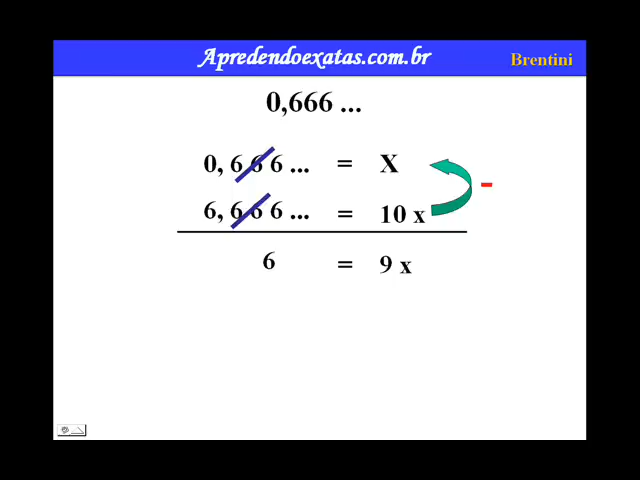 Apredendoexatas.com.br Brentini
0,666 ...
0, 6 6 6 ... = X
6, 6 6 6 ... = 10 x
-
6 = 9 x